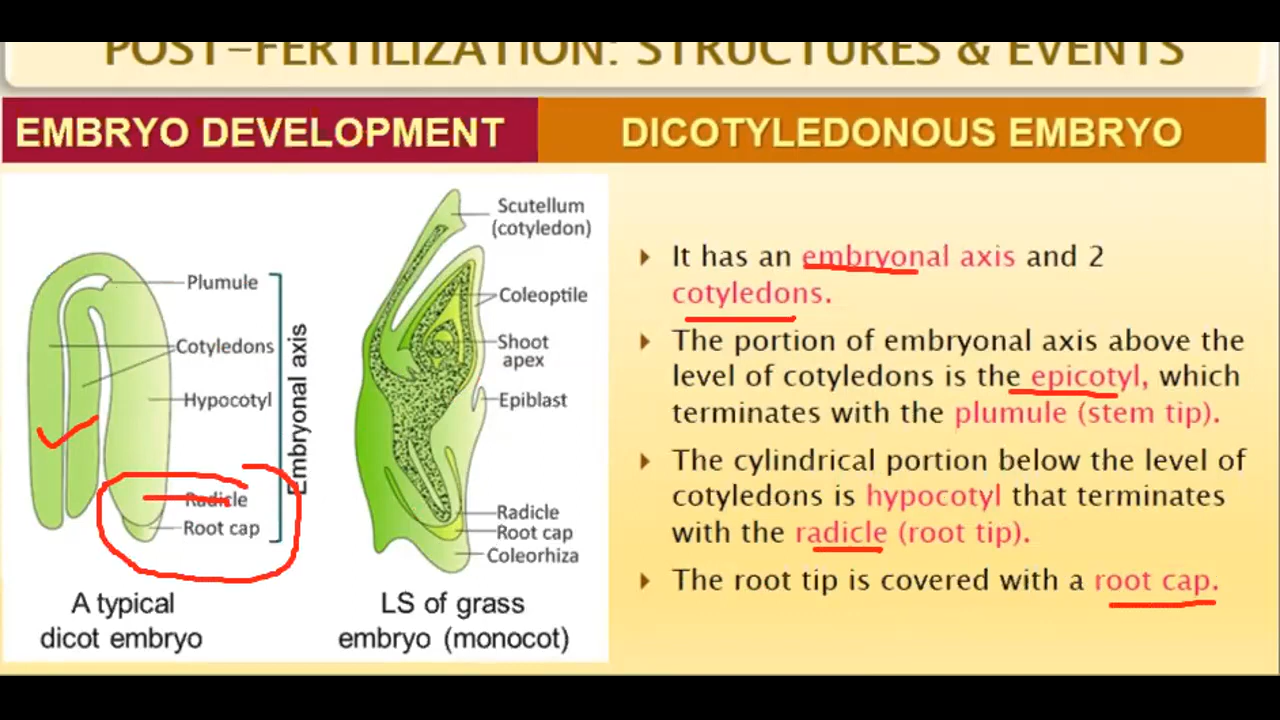 POST-FERTILIZATION: STRUCTURES & EVENTS
EMBRYO DEVELOPMENT
DICOTYLEDONOUS EMBRYO
Plumule
Cotyledons
Hypocotyl
Radicle
Root cap
Embryonal axis
A typical
dicot embryo
Scutellum
(cotyledon)
Coleoptile
Shoot
apex
Epiblast
Radicle
Root cap
Coleorhiza
LS of grass
embryo (monocot)
It has an embryonal axis and 2
cotyledons.
The portion of embryonal axis above the
level of cotyledons is the epicotyl, which
terminates with the plumule (stem tip).
The cylindrical portion below the level of
cotyledons is hypocotyl that terminates
with the radicle (root tip).
The root tip is covered with a root cap.